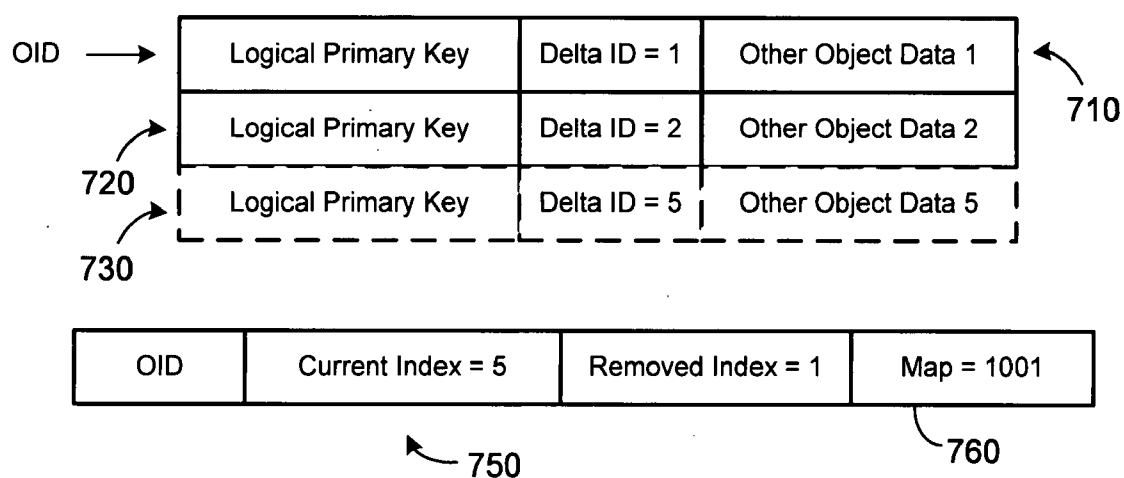 OID Logical Primary Key Delta ID = 1 Other Object Data 1
710
Logical Primary Key Delta ID = 2 Other Object Data 2
720
Logical Primary Key Delta ID = 5 Other Object Data 5
730
OID Current Index = 5 Removed Index = 1 Map = 1001
750
760